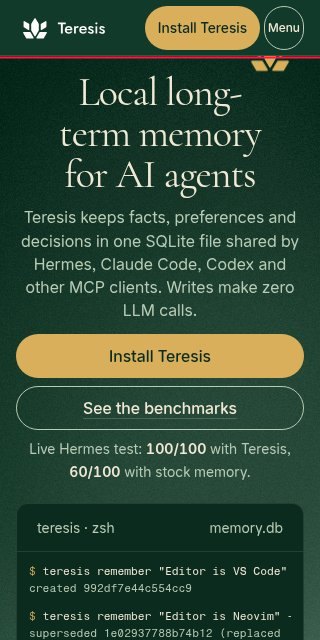 Teresis
Install Teresis
Menu
Local long-
term memory
for AI agents
Teresis keeps facts, preferences and
decisions in one SQLite file shared by
Hermes, Claude Code, Codex and
other MCP clients. Writes make zero
LLM calls.
Install Teresis
See the benchmarks
Live Hermes test: 100/100 with Teresis,
60/100 with stock memory.
teresis · zsh
memory.db
$ teresis remember "Editor is VS Code"
created 992df7e44c554cc9
$ teresis remember "Editor is Neovim" -
superseded 1e02937788b74b12 (replaced